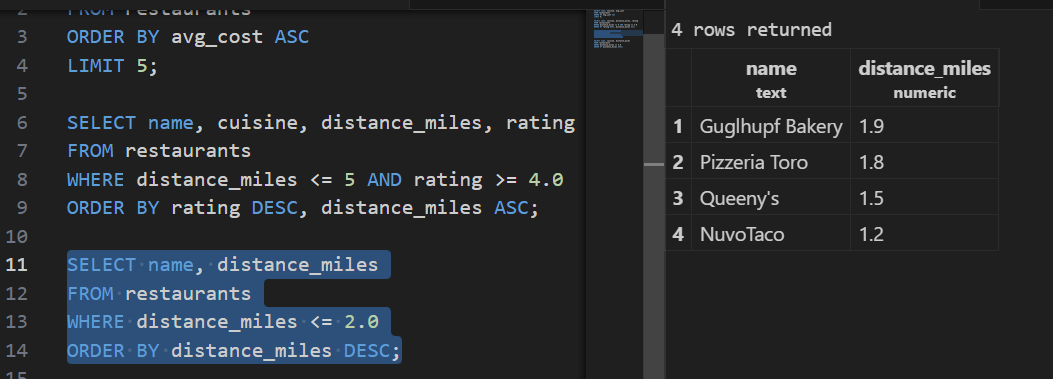 2 FROM restaurants
3 ORDER BY avg_cost ASC
4 LIMIT 5;
5
6 SELECT name, cuisine, distance_miles, rating
7 FROM restaurants
8 WHERE distance_miles <= 5 AND rating >= 4.0
9 ORDER BY rating DESC, distance_miles ASC;
10
11 SELECT name, distance_miles
12 FROM restaurants
13 WHERE distance_miles <= 2.0
14 ORDER BY distance_miles DESC;
15
4 rows returned
name distance_miles
text numeric
1 Guglhupf Bakery 1.9
2 Pizzeria Toro 1.8
3 Queeny's 1.5
4 NuvoTaco 1.2